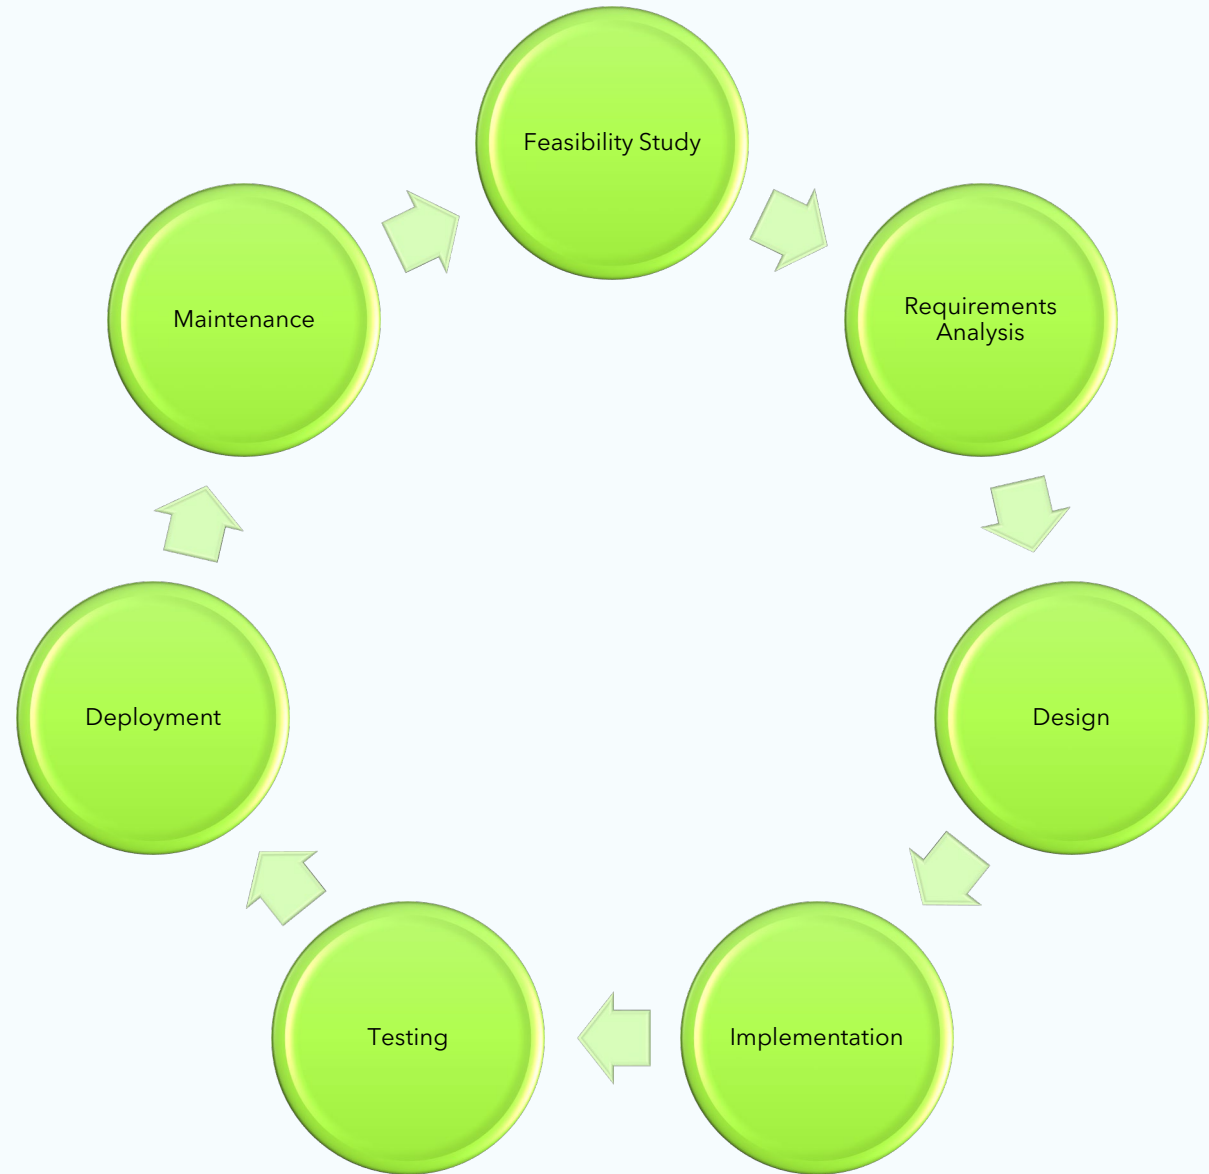 Feasibility Study
Requirements
Analysis
Design
Implementation
Testing
Deployment
Maintenance